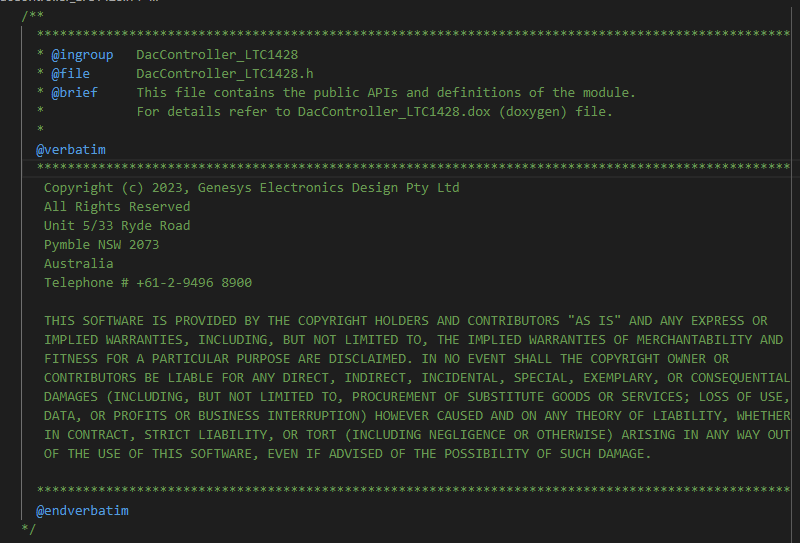 /**
*************************************************************************************************
* @ingroup   DacController_LTC1428
* @file      DacController_LTC1428.h
* @brief     This file contains the public APIs and definitions of the module.
*            For details refer to DacController_LTC1428.dox (doxygen) file.
*
@verbatim
*************************************************************************************************
Copyright (c) 2023, Genesys Electronics Design Pty Ltd
All Rights Reserved
Unit 5/33 Ryde Road
Pymble NSW 2073
Australia
Telephone # +61-2-9496 8900
THIS SOFTWARE IS PROVIDED BY THE COPYRIGHT HOLDERS AND CONTRIBUTORS "AS IS" AND ANY EXPRESS OR
IMPLIED WARRANTIES, INCLUDING, BUT NOT LIMITED TO, THE IMPLIED WARRANTIES OF MERCHANTABILITY AND
FITNESS FOR A PARTICULAR PURPOSE ARE DISCLAIMED. IN NO EVENT SHALL THE COPYRIGHT OWNER OR
CONTRIBUTORS BE LIABLE FOR ANY DIRECT, INDIRECT, INCIDENTAL, SPECIAL, EXEMPLARY, OR CONSEQUENTIAL
DAMAGES (INCLUDING, BUT NOT LIMITED TO, PROCUREMENT OF SUBSTITUTE GOODS OR SERVICES; LOSS OF USE,
DATA, OR PROFITS OR BUSINESS INTERRUPTION) HOWEVER CAUSED AND ON ANY THEORY OF LIABILITY, WHETHER
IN CONTRACT, STRICT LIABILITY, OR TORT (INCLUDING NEGLIGENCE OR OTHERWISE) ARISING IN ANY WAY OUT
OF THE USE OF THIS SOFTWARE, EVEN IF ADVISED OF THE POSSIBILITY OF SUCH DAMAGE.
*************************************************************************************************
@endverbatim
*/